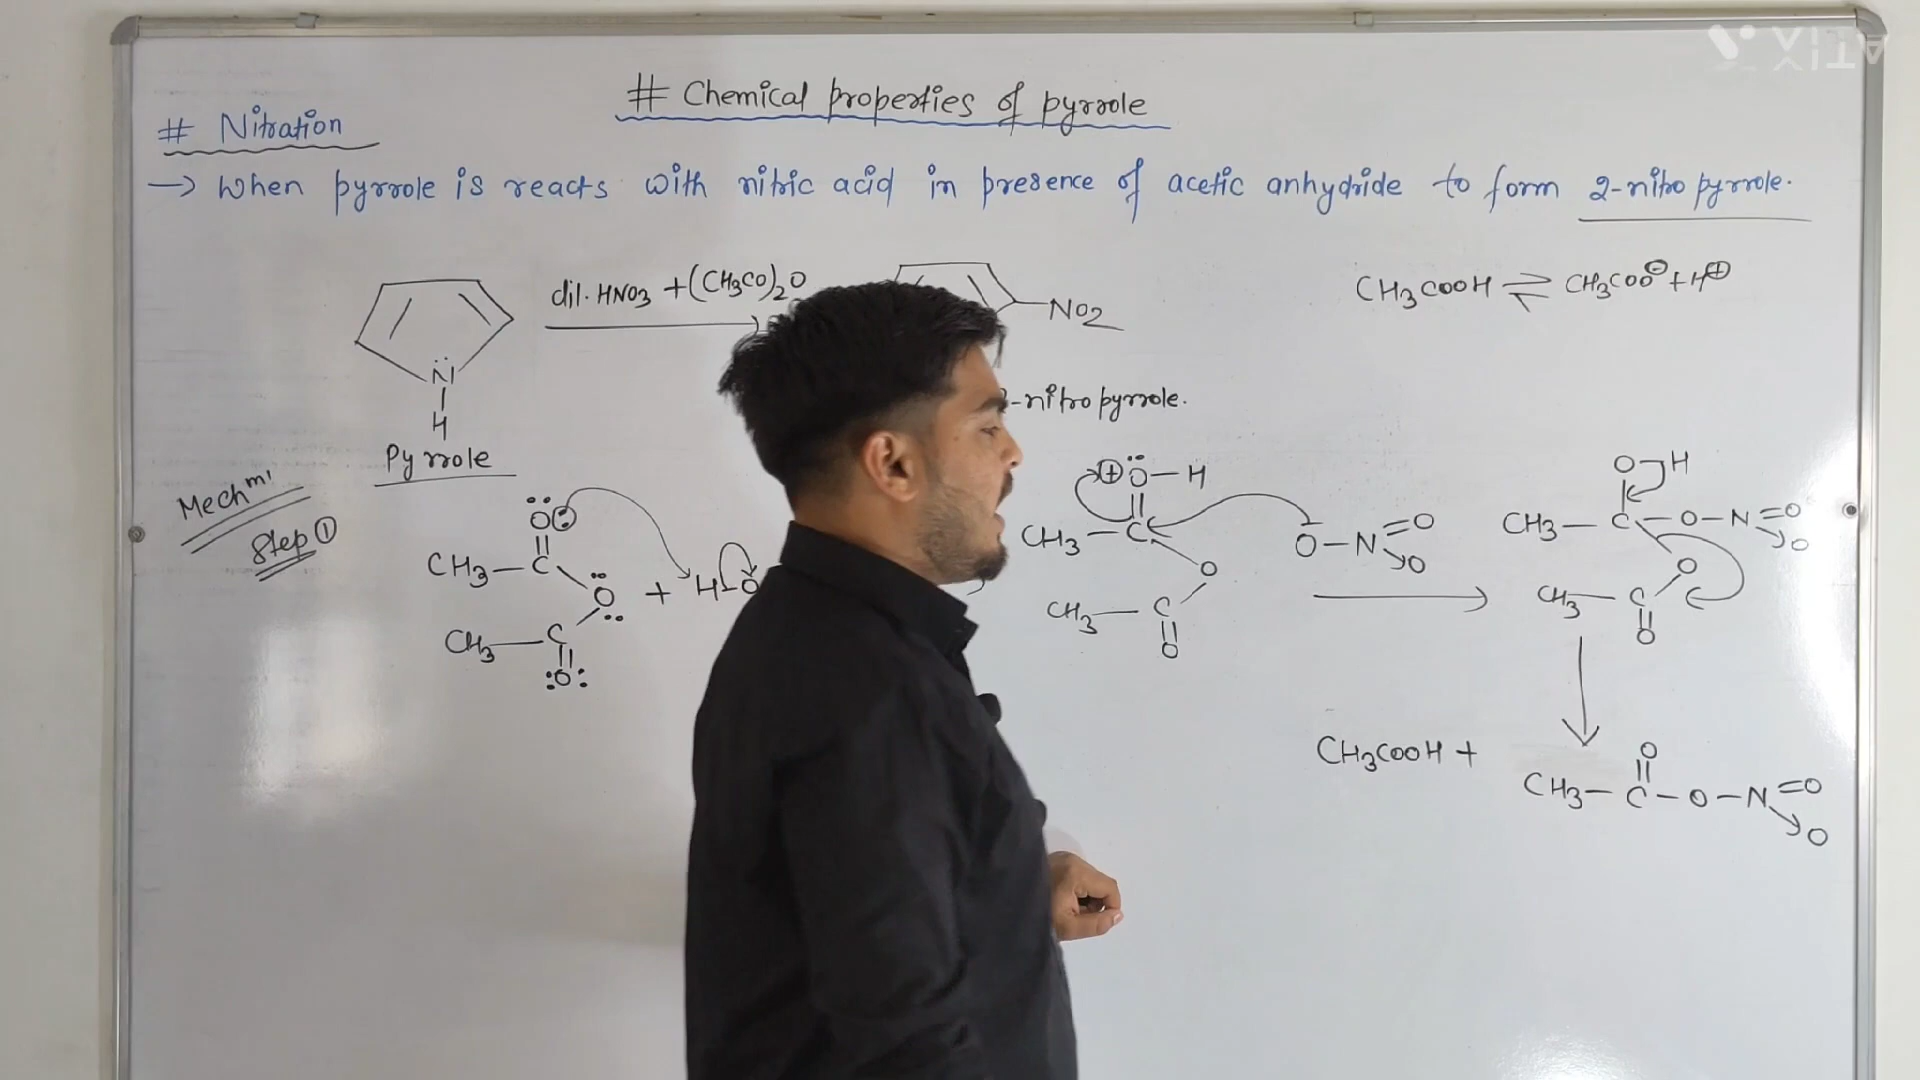 # Chemical properties of pyrrole
# Nitration
→ When pyrrole is reacts with nitric acid in presence of acetic anhydride to form 2-nitro pyrrole.
dil. HNO3 + (CH3CO)2O
NO2
CH3COOH ⇌ CH3COO⊖ + H⊕
N
H
Pyrrole
-nitro pyrrole.
Mechm'
Step ①
O
CH3 — C
O
CH3 — C
O
+ H-O
⊕ O — H
CH3 — C
O
CH3 — C
O
O — N = O
O
O H
CH3 — C — O — N = O
O
O
CH3 — C
O
CH3COOH +
O
CH3 — C — O — N = O
O
VITA